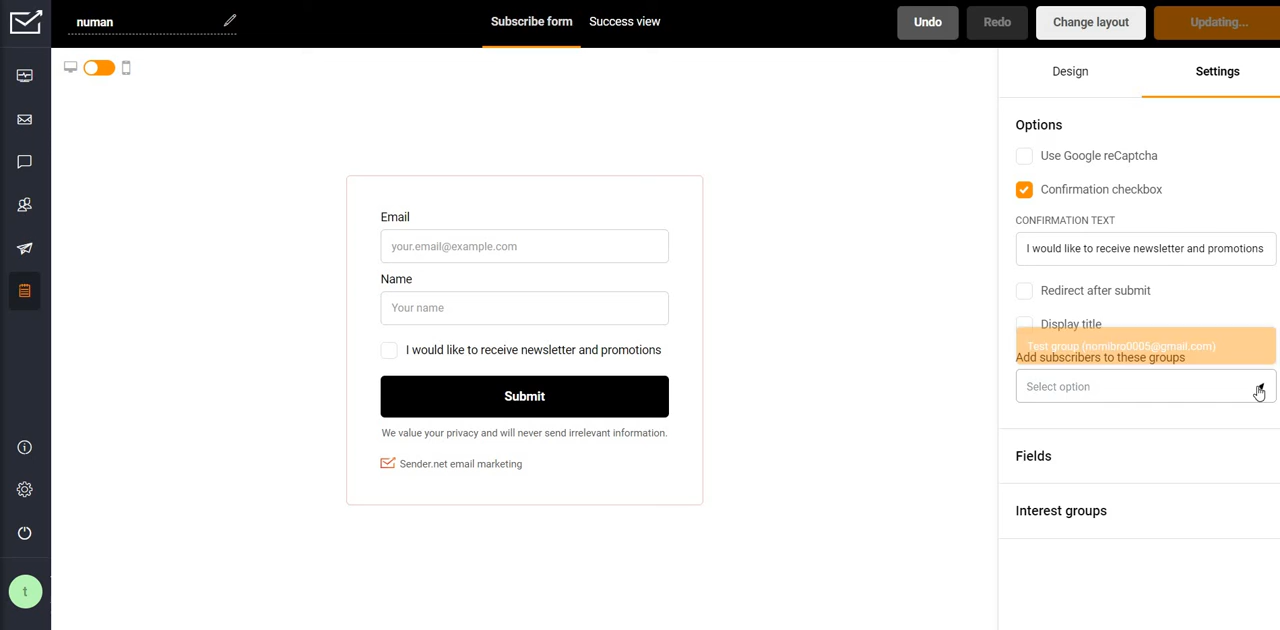 numan
Subscribe form
Success view
Undo
Redo
Change layout
Updating...
Design
Settings
Options
Use Google reCaptcha
Confirmation checkbox
CONFIRMATION TEXT
I would like to receive newsletter and promotions
Redirect after submit
Display title
Test group (nomibro0005@gmail.com)
Add subscribers to these groups
Select option
Fields
Interest groups
Email
your.email@example.com
Name
Your name
I would like to receive newsletter and promotions
Submit
We value your privacy and will never send irrelevant information.
Sender.net email marketing
t